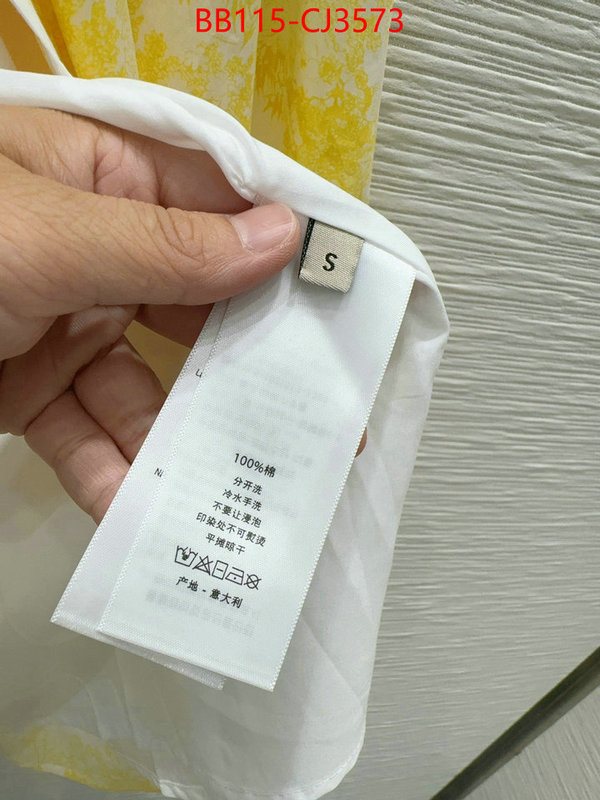 BB115-CJ3573
S
100%棉
分开洗
冷水手洗
不要让浸泡
印染处不可熨烫
平摊晾干
产地·意大利